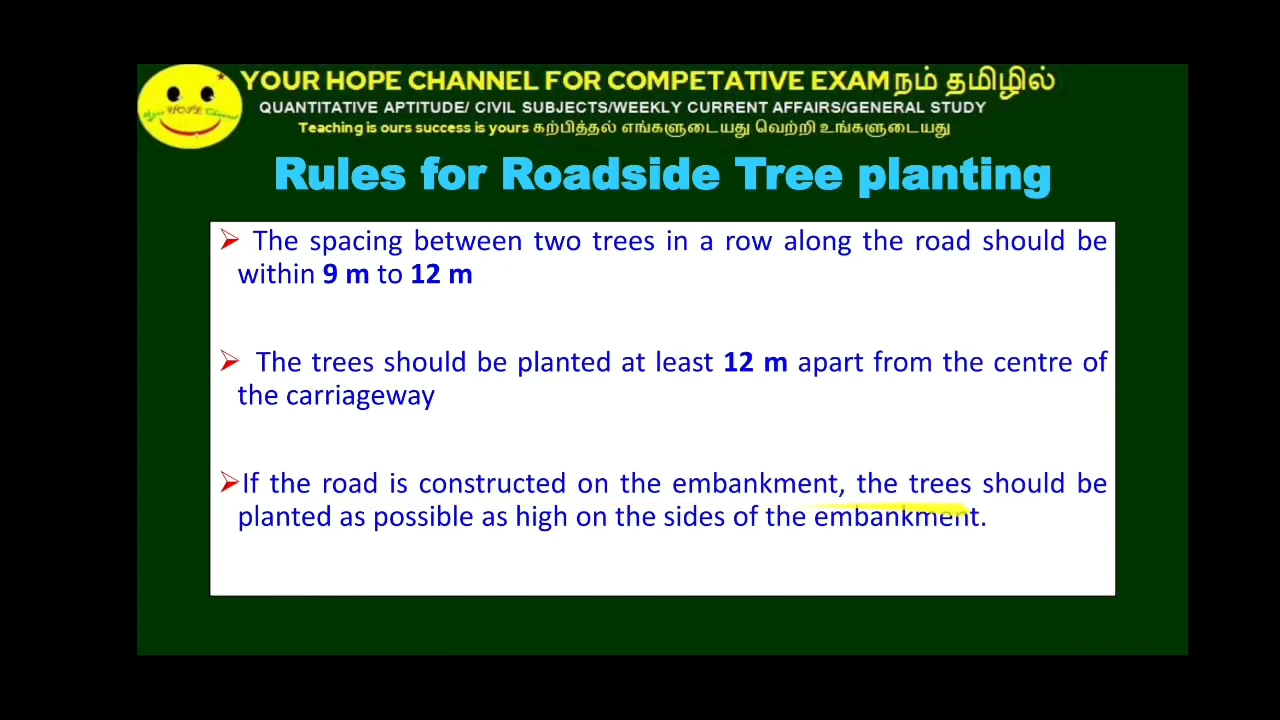 YOUR HOPE CHANNEL FOR COMPETATIVE EXAM நம் தமிழில்
QUANTITATIVE APTITUDE/ CIVIL SUBJECTS/WEEKLY CURRENT AFFAIRS/GENERAL STUDY
Your HOPE Channel
Teaching is ours success is yours கற்பித்தல் எங்களுடையது வெற்றி உங்களுடையது
Rules for Roadside Tree planting
➢ The spacing between two trees in a row along the road should be
within 9 m to 12 m
➢ The trees should be planted at least 12 m apart from the centre of
the carriageway
➢If the road is constructed on the embankment, the trees should be
planted as possible as high on the sides of the embankment.